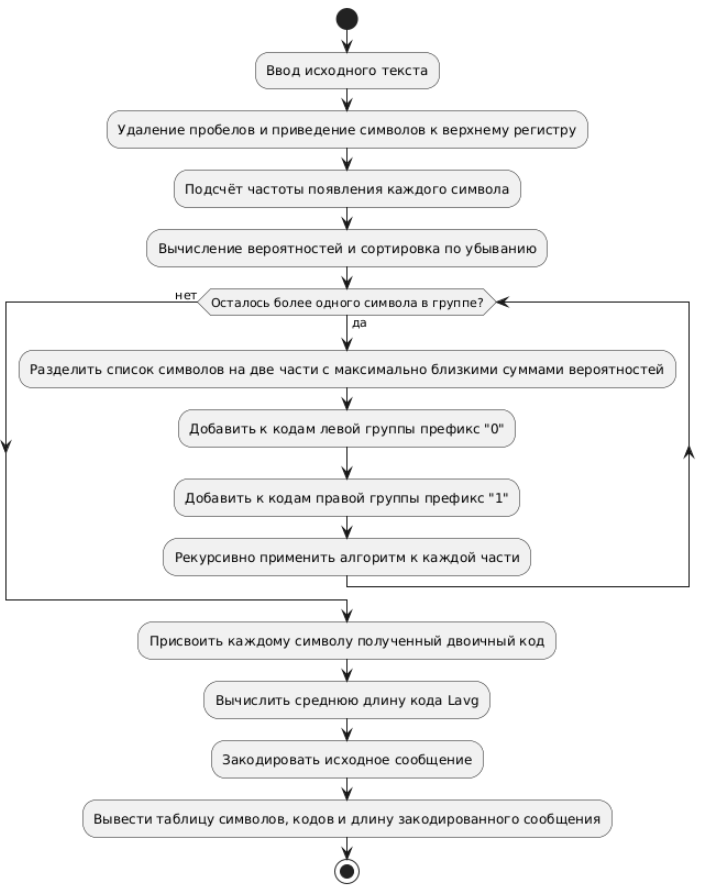 Ввод исходного текста
Удаление пробелов и приведение символов к верхнему регистру
Подсчёт частоты появления каждого символа
Вычисление вероятностей и сортировка по убыванию
нет
Осталось более одного символа в группе?
да
Разделить список символов на две части с максимально близкими суммами вероятностей
Добавить к кодам левой группы префикс "0"
Добавить к кодам правой группы префикс "1"
Рекурсивно применить алгоритм к каждой части
Присвоить каждому символу полученный двоичный код
Вычислить среднюю длину кода Lavg
Закодировать исходное сообщение
Вывести таблицу символов, кодов и длину закодированного сообщения